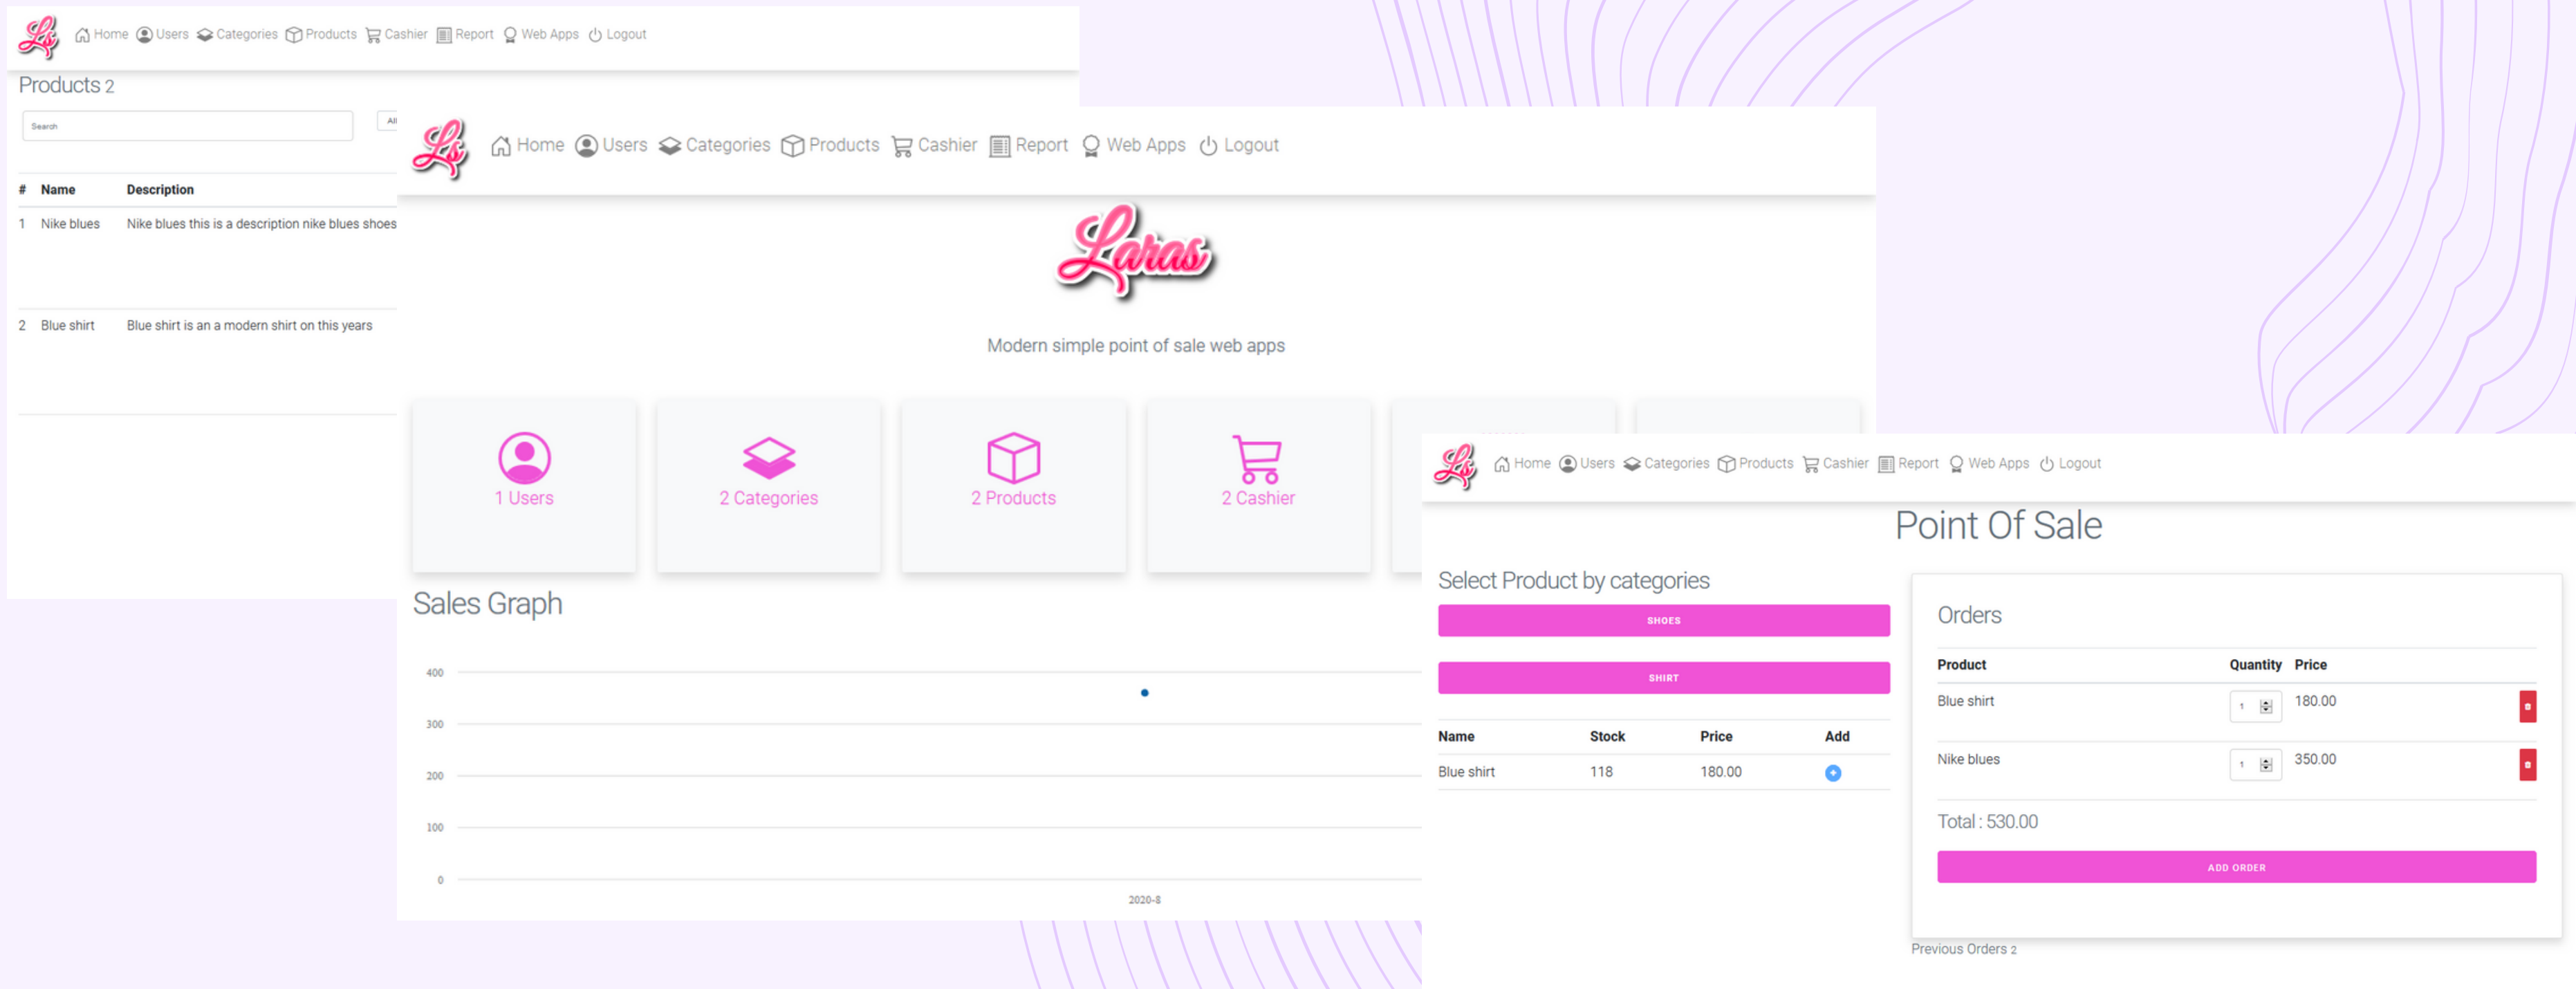 Ls Home Users Categories Products Cashier Report Web Apps Logout
Products 2
Search
All
# Name Description
1 Nike blues Nike blues this is a description nike blues shoes
2 Blue shirt Blue shirt is an a modern shirt on this years
Ls Home Users Categories Products Cashier Report Web Apps Logout
Laras
Modern simple point of sale web apps
1 Users 2 Categories 2 Products 2 Cashier
Sales Graph
400
300
200
100
0
2020-8
Ls Home Users Categories Products Cashier Report Web Apps Logout
Point Of Sale
Select Product by categories
SHOES
SHIRT
Name Stock Price Add
Blue shirt 118 180.00
Orders
Product Quantity Price
Blue shirt 1 180.00
Nike blues 1 350.00
Total : 530.00
ADD ORDER
Previous Orders 2